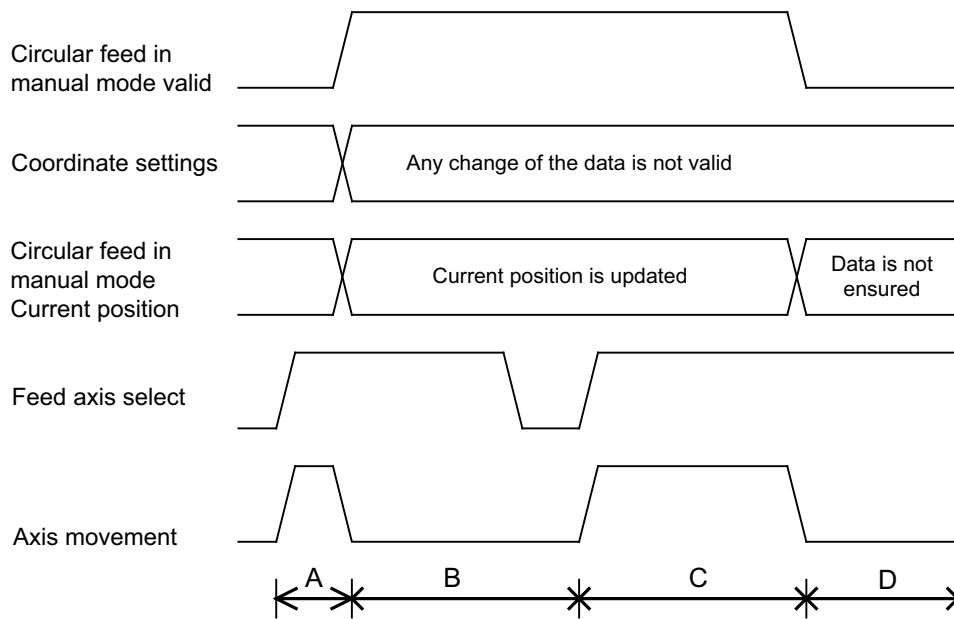 Circular feed in
manual mode valid
Coordinate settings
Any change of the data is not valid
Circular feed in
manual mode
Current position
Current position is updated
Data is not
ensured
Feed axis select
Axis movement
A
B
C
D